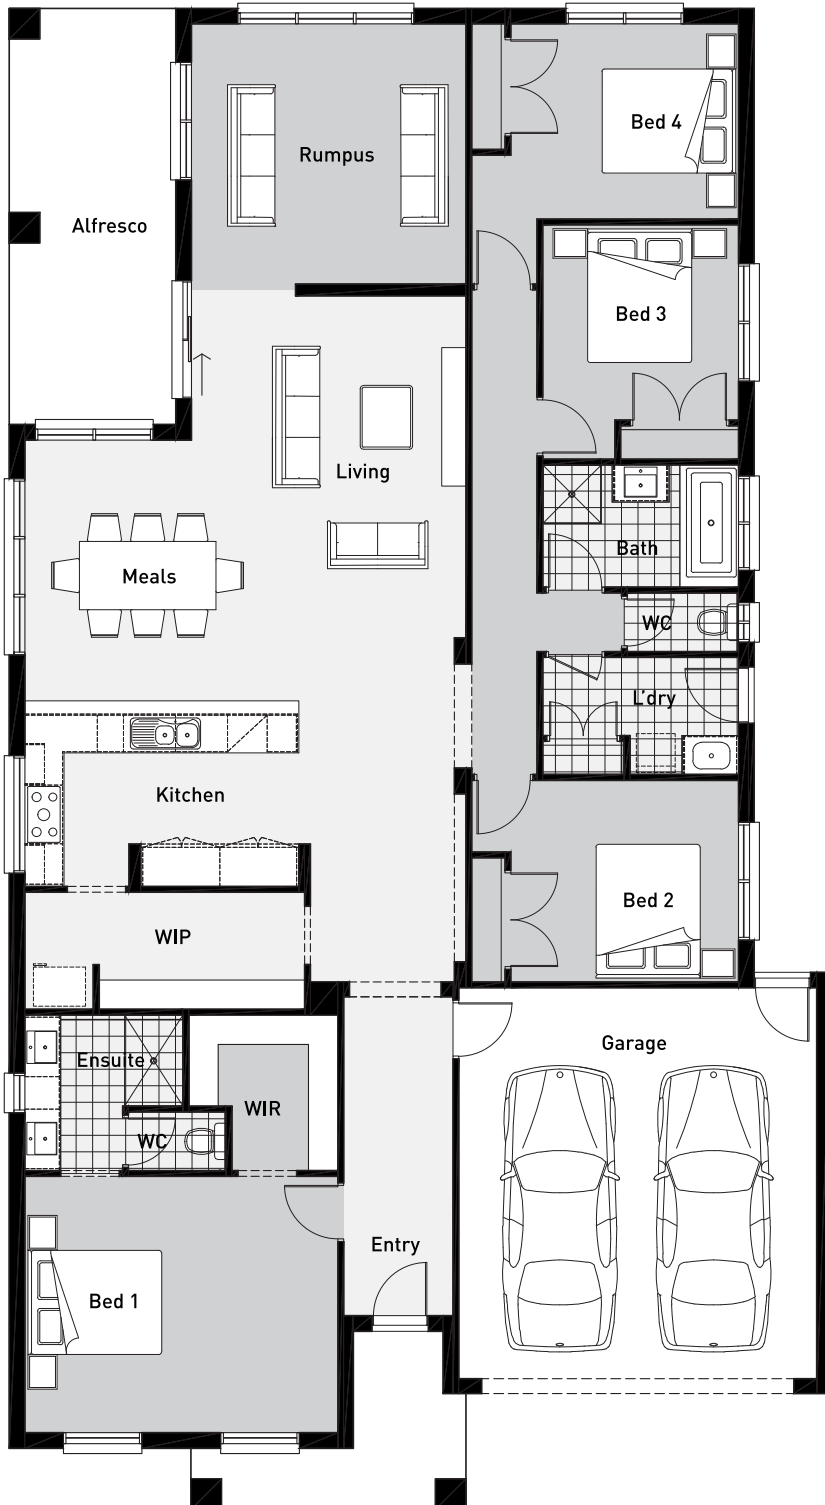 Bed 4
Rumpus
Alfresco
Bed 3
Living
Bath
Meals
WC
L'dry
Kitchen
Bed 2
WIP
Garage
Ensuite
WIR
WC
Entry
Bed 1